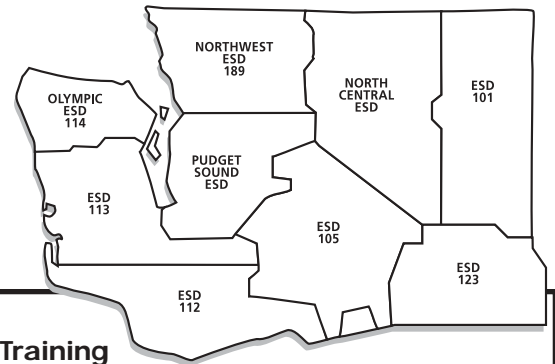 NORTHWEST
ESD
189
OLYMPIC
ESD
114
NORTH
CENTRAL
ESD
ESD
101
PUDGET
SOUND
ESD
ESD
113
ESD
105
ESD
112
ESD
123
Training